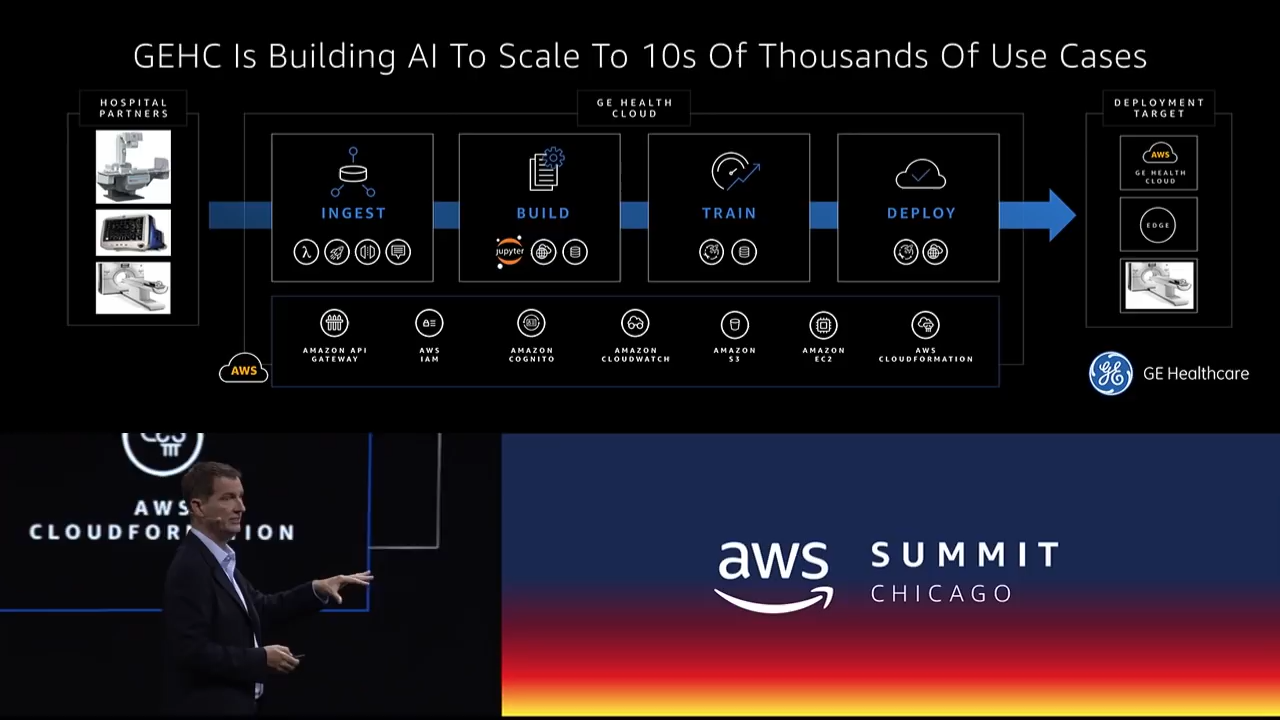 GEHC Is Building AI To Scale To 10s Of Thousands Of Use Cases
HOSPITAL
PARTNERS
GE HEALTH
CLOUD
DEPLOYMENT
TARGET
INGEST
BUILD
TRAIN
DEPLOY
λ
jupyter
AWS
GE HEALTH
CLOUD
EDGE
AMAZON API
GATEWAY
AWS
IAM
AMAZON
COGNITO
AMAZON
CLOUDWATCH
AMAZON
S3
AMAZON
EC2
AWS
CLOUDFORMATION
AWS
GE
GE Healthcare
AWS
CLOUDFOR ION
aws
SUMMIT
CHICAGO